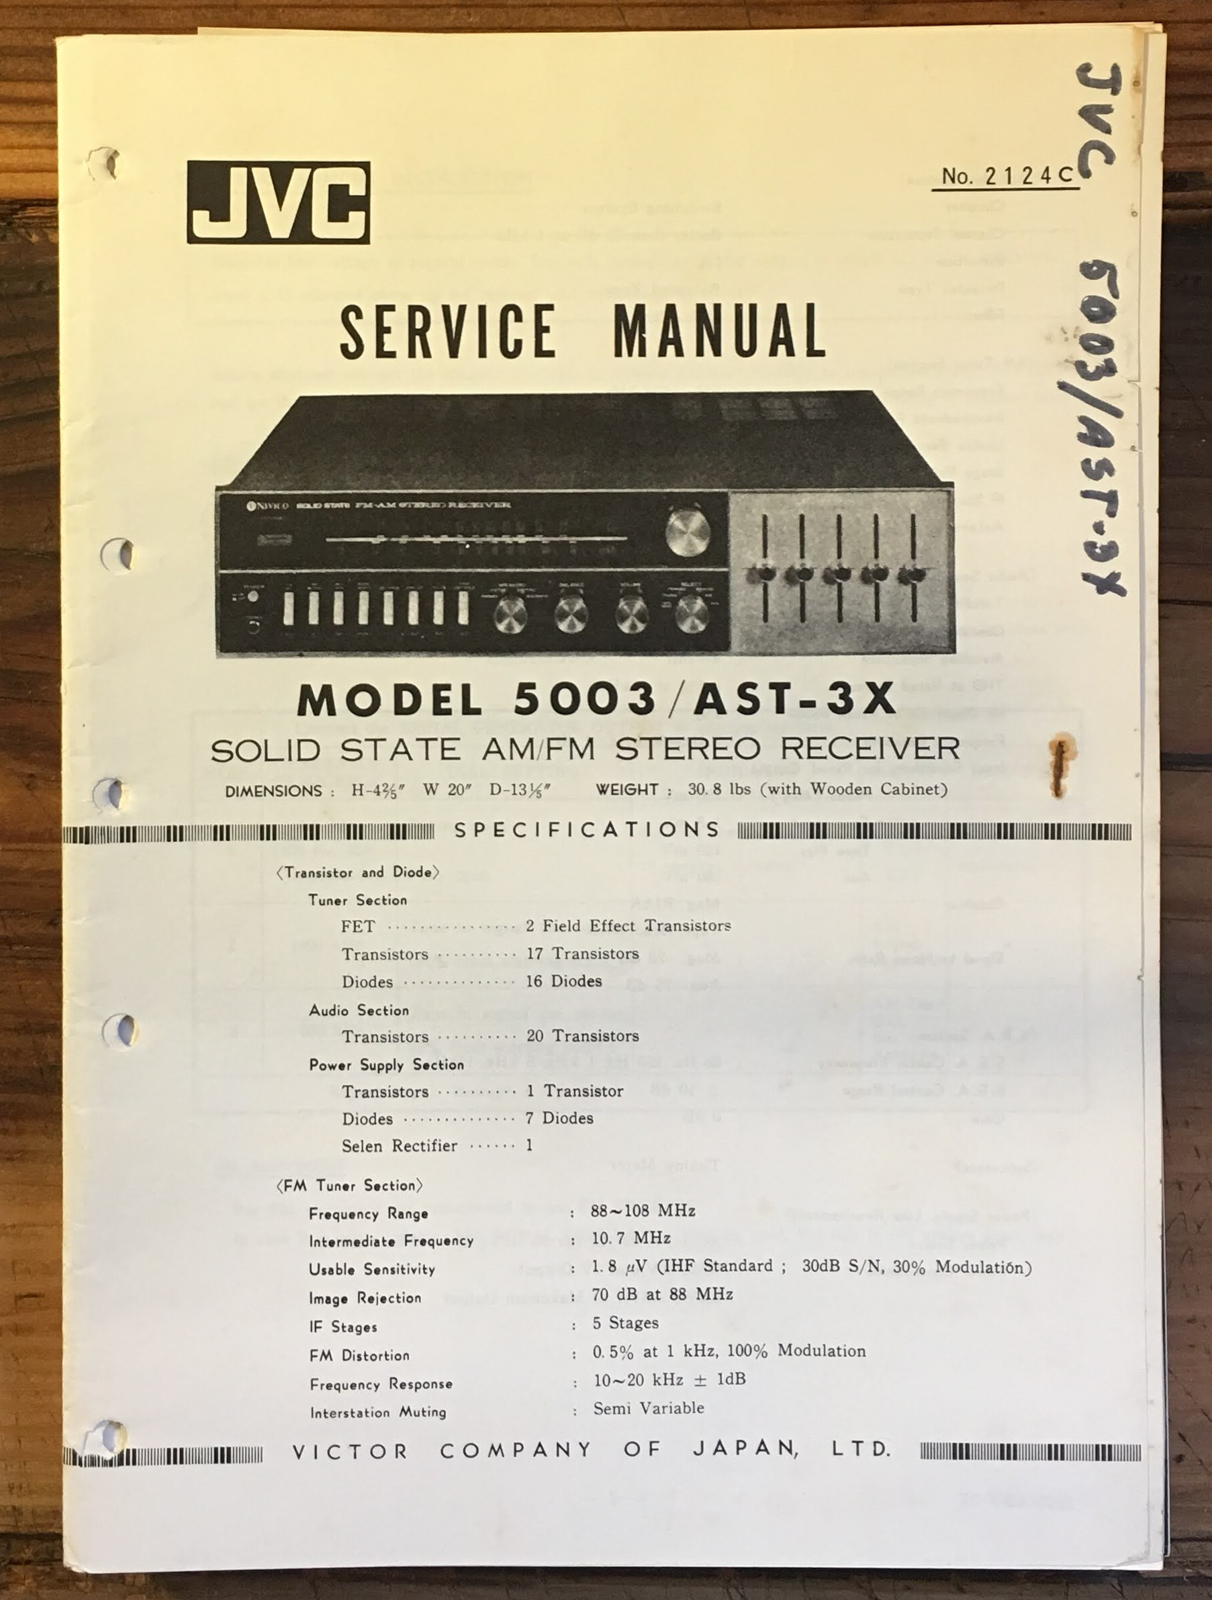 JVC
No. 2124C
JVC 5003/AST-3X
SERVICE MANUAL
NIVICO SOLID STATE FM-AM STEREO RECEIVER
BALANCE VOLUME SELECT
MODEL 5003/AST-3X
SOLID STATE AM/FM STEREO RECEIVER
DIMENSIONS : H-4⅖″ W 20″ D-13⅕″ WEIGHT : 30.8 lbs (with Wooden Cabinet)
SPECIFICATIONS
〈Transistor and Diode〉
Tuner Section
FET ··············· 2 Field Effect Transistors
Transistors ·········· 17 Transistors
Diodes ·············· 16 Diodes
Audio Section
Transistors ·········· 20 Transistors
Power Supply Section
Transistors ·········· 1 Transistor
Diodes ·············· 7 Diodes
Selen Rectifier ······ 1
〈FM Tuner Section〉
Frequency Range : 88~108 MHz
Intermediate Frequency : 10.7 MHz
Usable Sensitivity : 1.8 μV (IHF Standard ; 30dB S/N, 30% Modulation)
Image Rejection : 70 dB at 88 MHz
IF Stages : 5 Stages
FM Distortion : 0.5% at 1 kHz, 100% Modulation
Frequency Response : 10~20 kHz ± 1dB
Interstation Muting : Semi Variable
VICTOR COMPANY OF JAPAN, LTD.